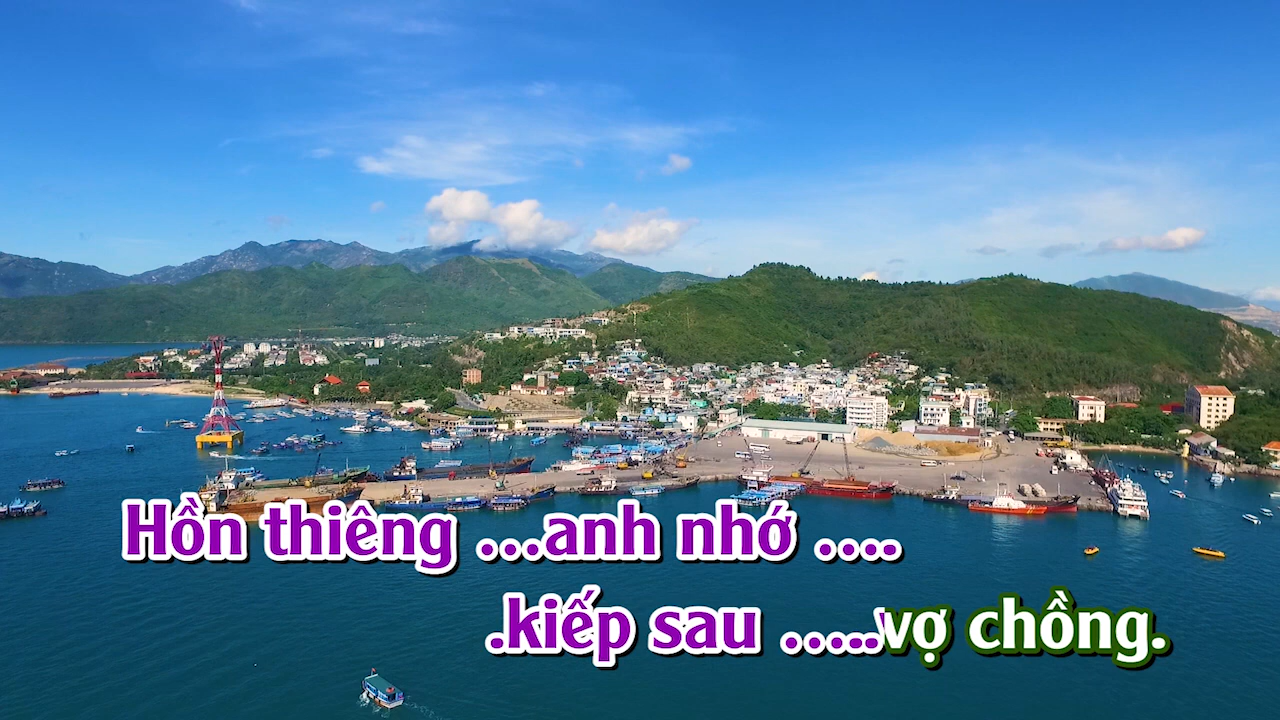 Hồn thiêng ...anh nhớ ....
.kiếp sau .....vợ chồng.